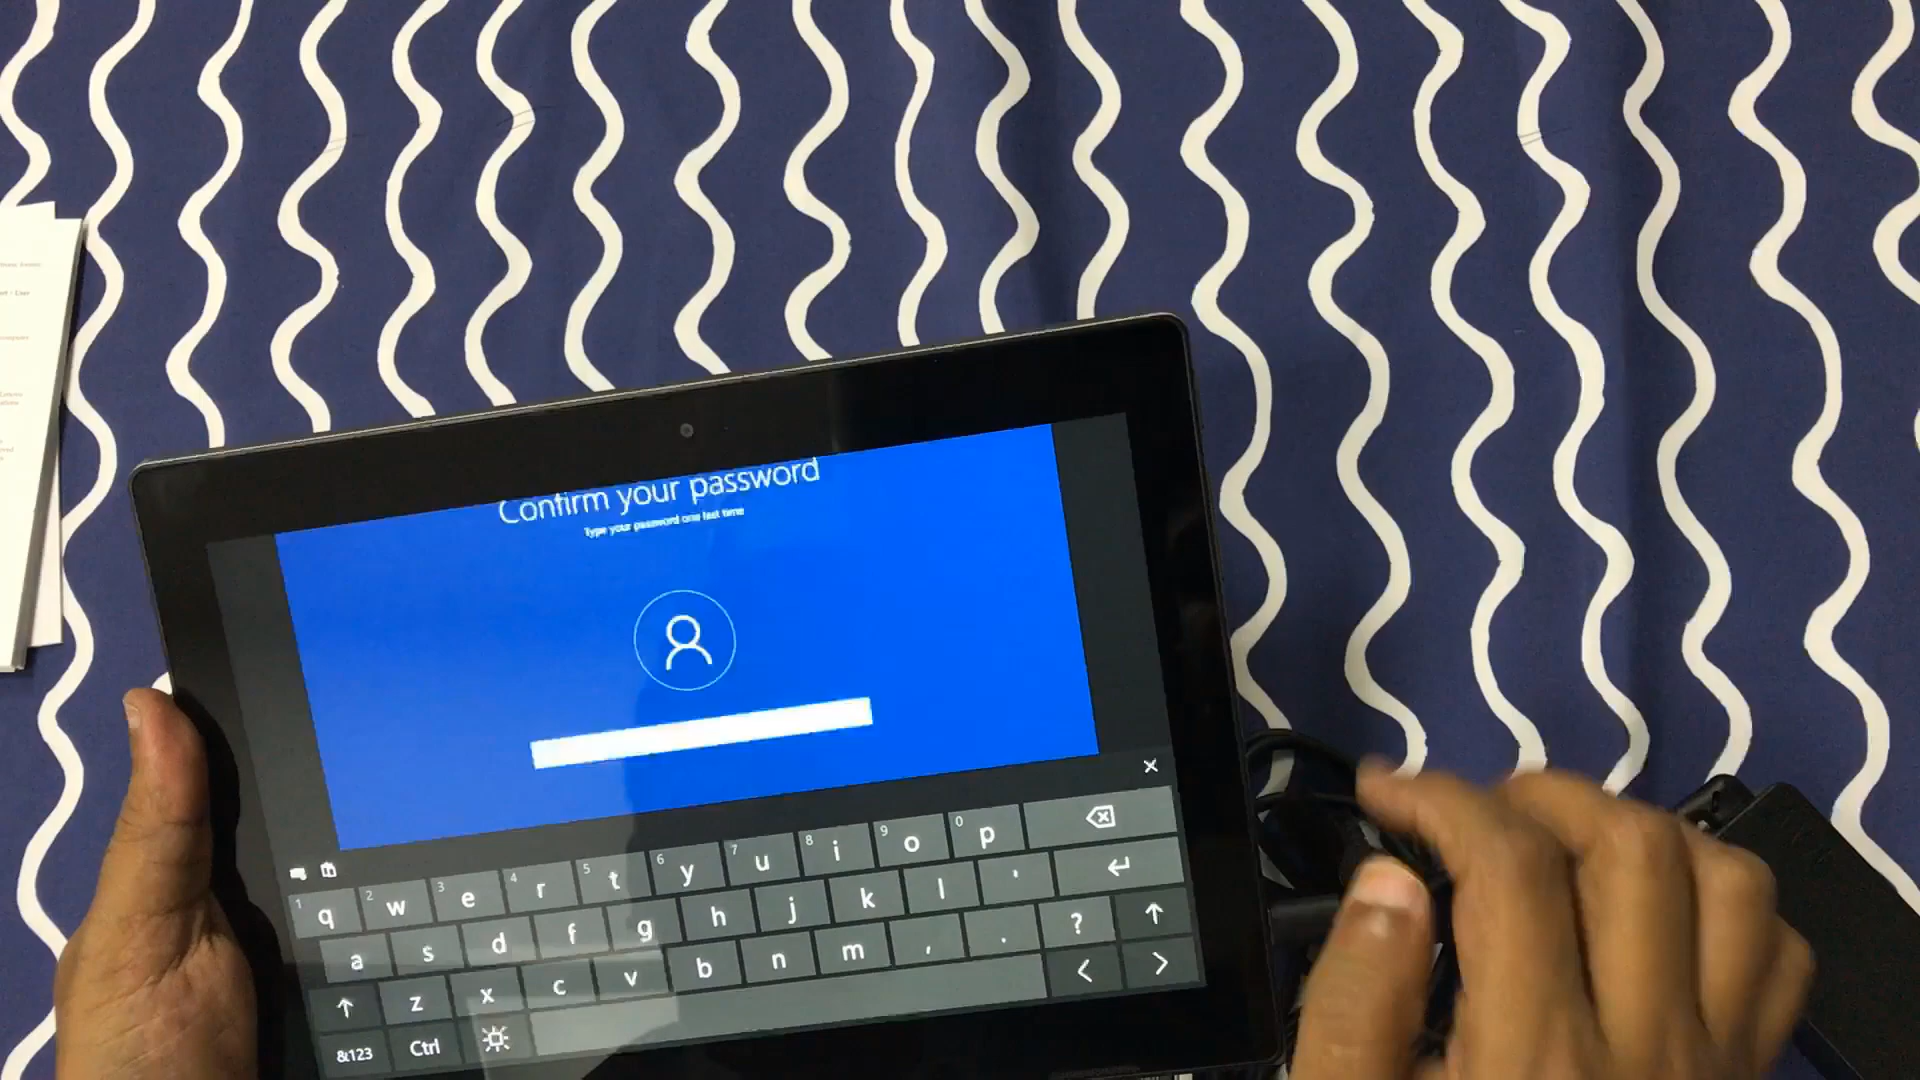 Confirm your password
Type your password one last time
1 2 3 4 5 6 7 8 9 0
q w e r t y u i o p
a s d f g h j k l '
z x c v b n m , . ?
&123 Ctrl < >